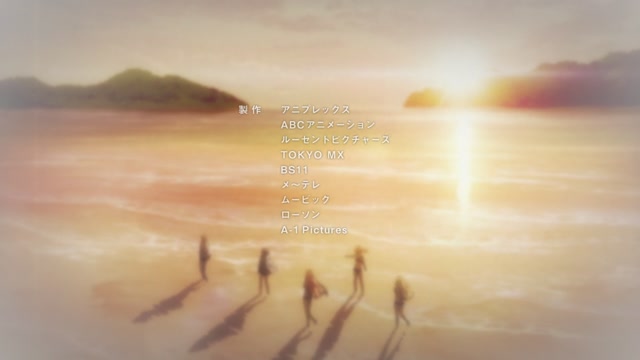 製作 アニプレックス
ABCアニメーション
ルーセントピクチャーズ
TOKYO MX
BS11
メ〜テレ
ムービック
ローソン
A-1 Pictures